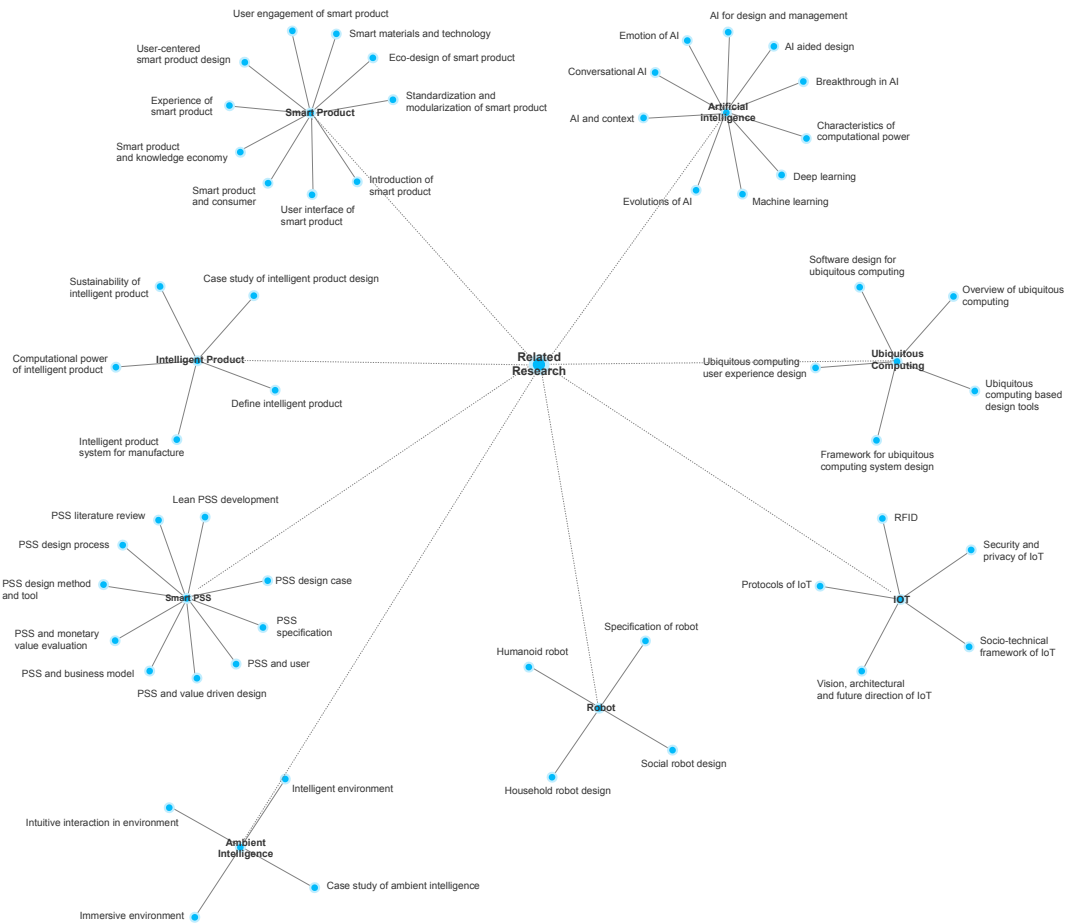 User engagement of smart product
Smart materials and technology
User-centered
smart product design
Eco-design of smart product
Experience of
smart product
Standardization and
modularization of smart product
Smart Product
Smart product
and knowledge economy
Smart product
and consumer
Introduction of
smart product
User interface of
smart product
AI for design and management
Emotion of AI
AI aided design
Conversational AI
Breakthrough in AI
Artificial
Intelligence
AI and context
Characteristics of
computational power
Deep learning
Evolutions of AI
Machine learning
Sustainability of
intelligent product
Case study of intelligent product design
Computational power
of intelligent product
Intelligent Product
Define intelligent product
Intelligent product
system for manufacture
Related
Research
Software design for
ubiquitous computing
Overview of ubiquitous
computing
Ubiquitous computing
user experience design
Ubiquitous
Computing
Ubiquitous
computing based
design tools
Framework for ubiquitous
computing system design
Lean PSS development
PSS literature review
PSS design process
PSS design method
and tool
PSS design case
Smart PSS
PSS
specification
PSS and monetary
value evaluation
PSS and user
PSS and business model
PSS and value driven design
RFID
Security and
privacy of IoT
Protocols of IoT
IOT
Socio-technical
framework of IoT
Vision, architectural
and future direction of IoT
Specification of robot
Humanoid robot
Robot
Social robot design
Household robot design
Intelligent environment
Intuitive interaction in environment
Ambient
Intelligence
Case study of ambient intelligence
Immersive environment